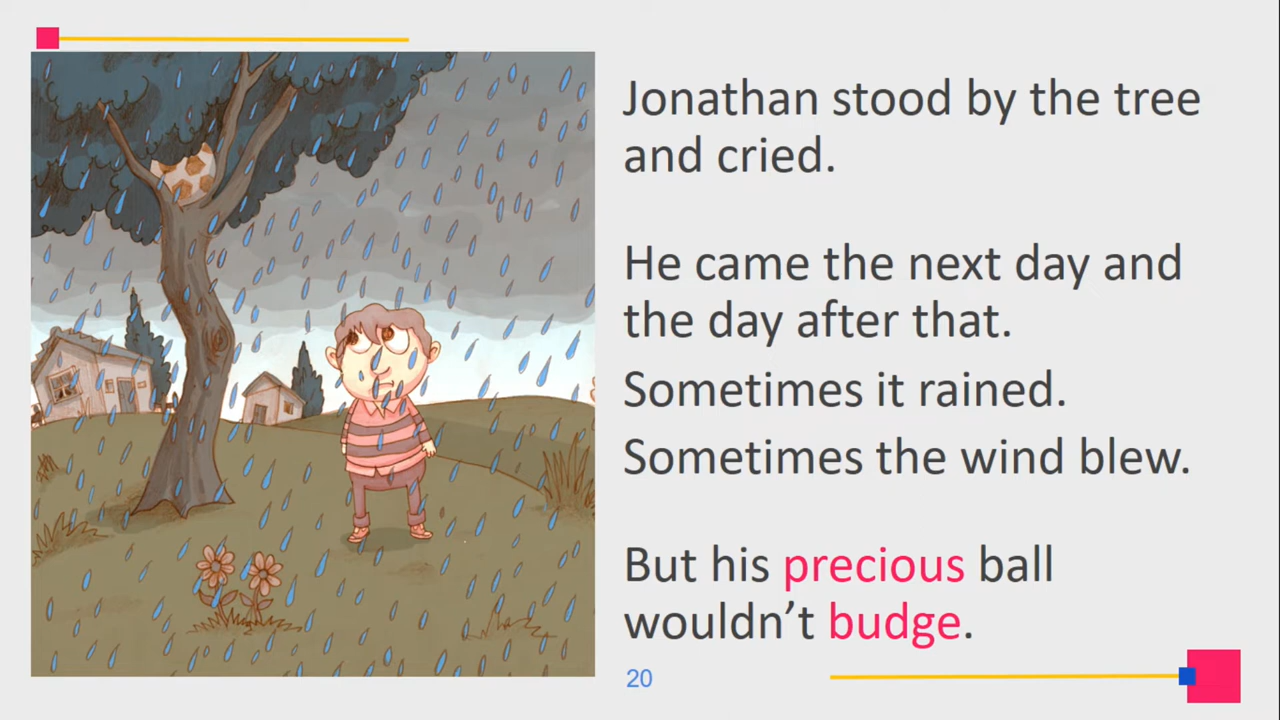 Jonathan stood by the tree
and cried.
He came the next day and
the day after that.
Sometimes it rained.
Sometimes the wind blew.
But his precious ball
wouldn’t budge.
20